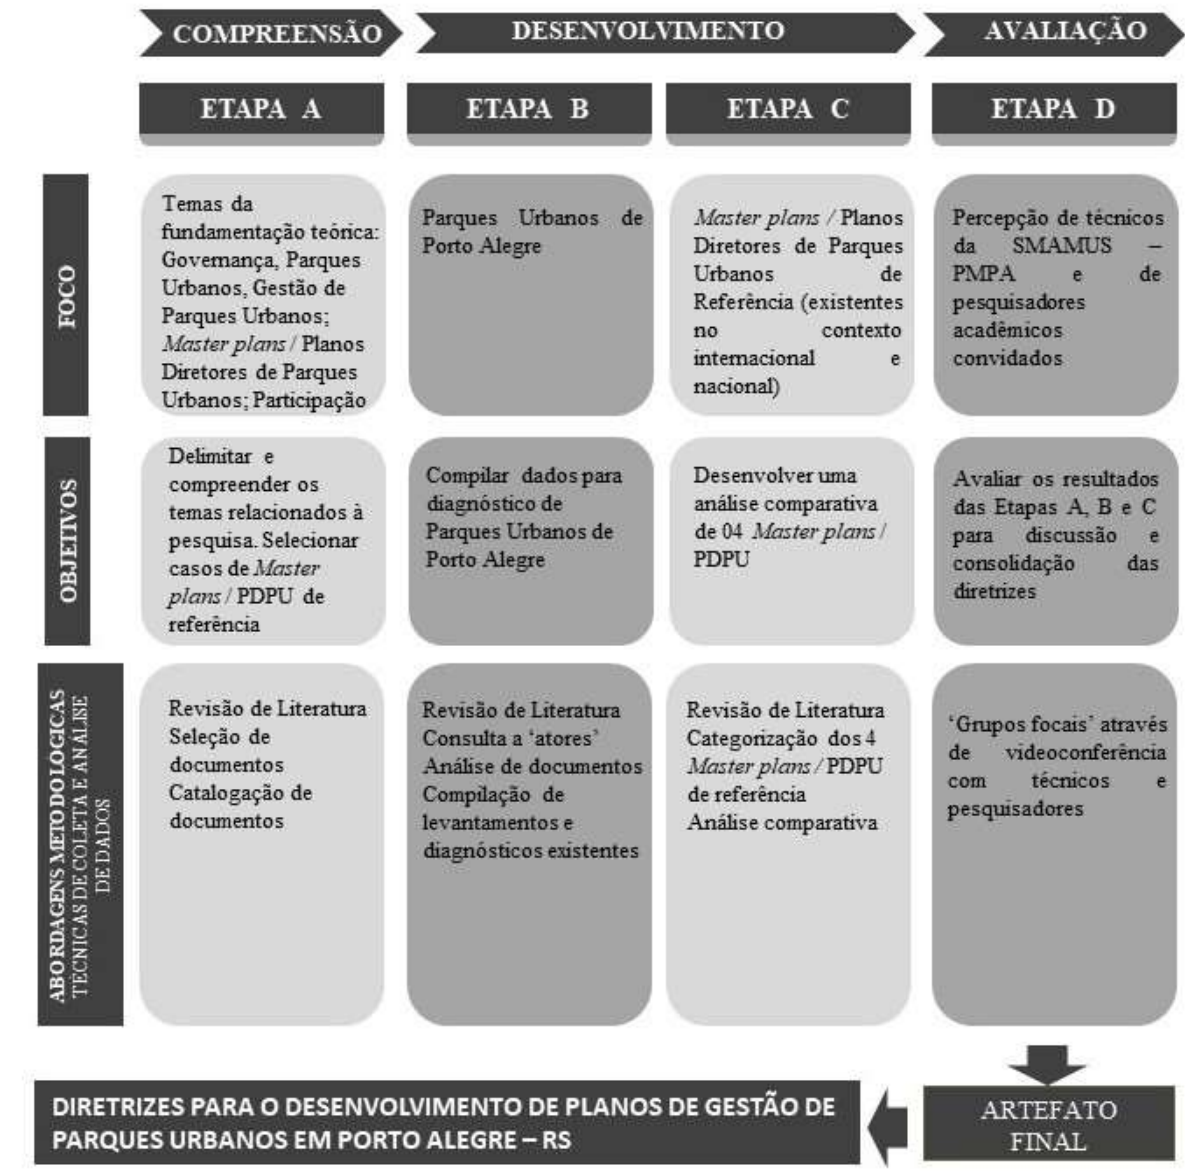 COMPREENSÃO
DESENVOLVIMENTO
AVALIAÇÃO
ETAPA A
ETAPA B
ETAPA C
ETAPA D
FOCO
Temas da
fundamentação teórica:
Governança, Parques
Urbanos, Gestão de
Parques Urbanos;
Master plans / Planos
Diretores de Parques
Urbanos; Participação
Parques Urbanos de
Porto Alegre
Master plans / Planos
Diretores de Parques
Urbanos de
Referência (existentes
no contexto
internacional e
nacional)
Percepção de técnicos
da SMAMUS –
PMPA e de
pesquisadores
acadêmicos
convidados
OBJETIVOS
Delimitar e
compreender os
temas relacionados à
pesquisa. Selecionar
casos de Master
plans / PDPU de
referência
Compilar dados para
diagnóstico de
Parques Urbanos de
Porto Alegre
Desenvolver uma
análise comparativa
de 04 Master plans /
PDPU
Avaliar os resultados
das Etapas A, B e C
para discussão e
consolidação das
diretrizes
ABORDAGENS METODOLÓGICAS
TÉCNICAS DE COLETA E ANÁLISE
DE DADOS
Revisão de Literatura
Seleção de
documentos
Catalogação de
documentos
Revisão de Literatura
Consulta a ‘atores’
Análise de documentos
Compilação de
levantamentos e
diagnósticos existentes
Revisão de Literatura
Categorização dos 4
Master plans / PDPU
de referência
Análise comparativa
‘Grupos focais’ através
de videoconferência
com técnicos e
pesquisadores
ARTEFATO
FINAL
DIRETRIZES PARA O DESENVOLVIMENTO DE PLANOS DE GESTÃO DE
PARQUES URBANOS EM PORTO ALEGRE – RS